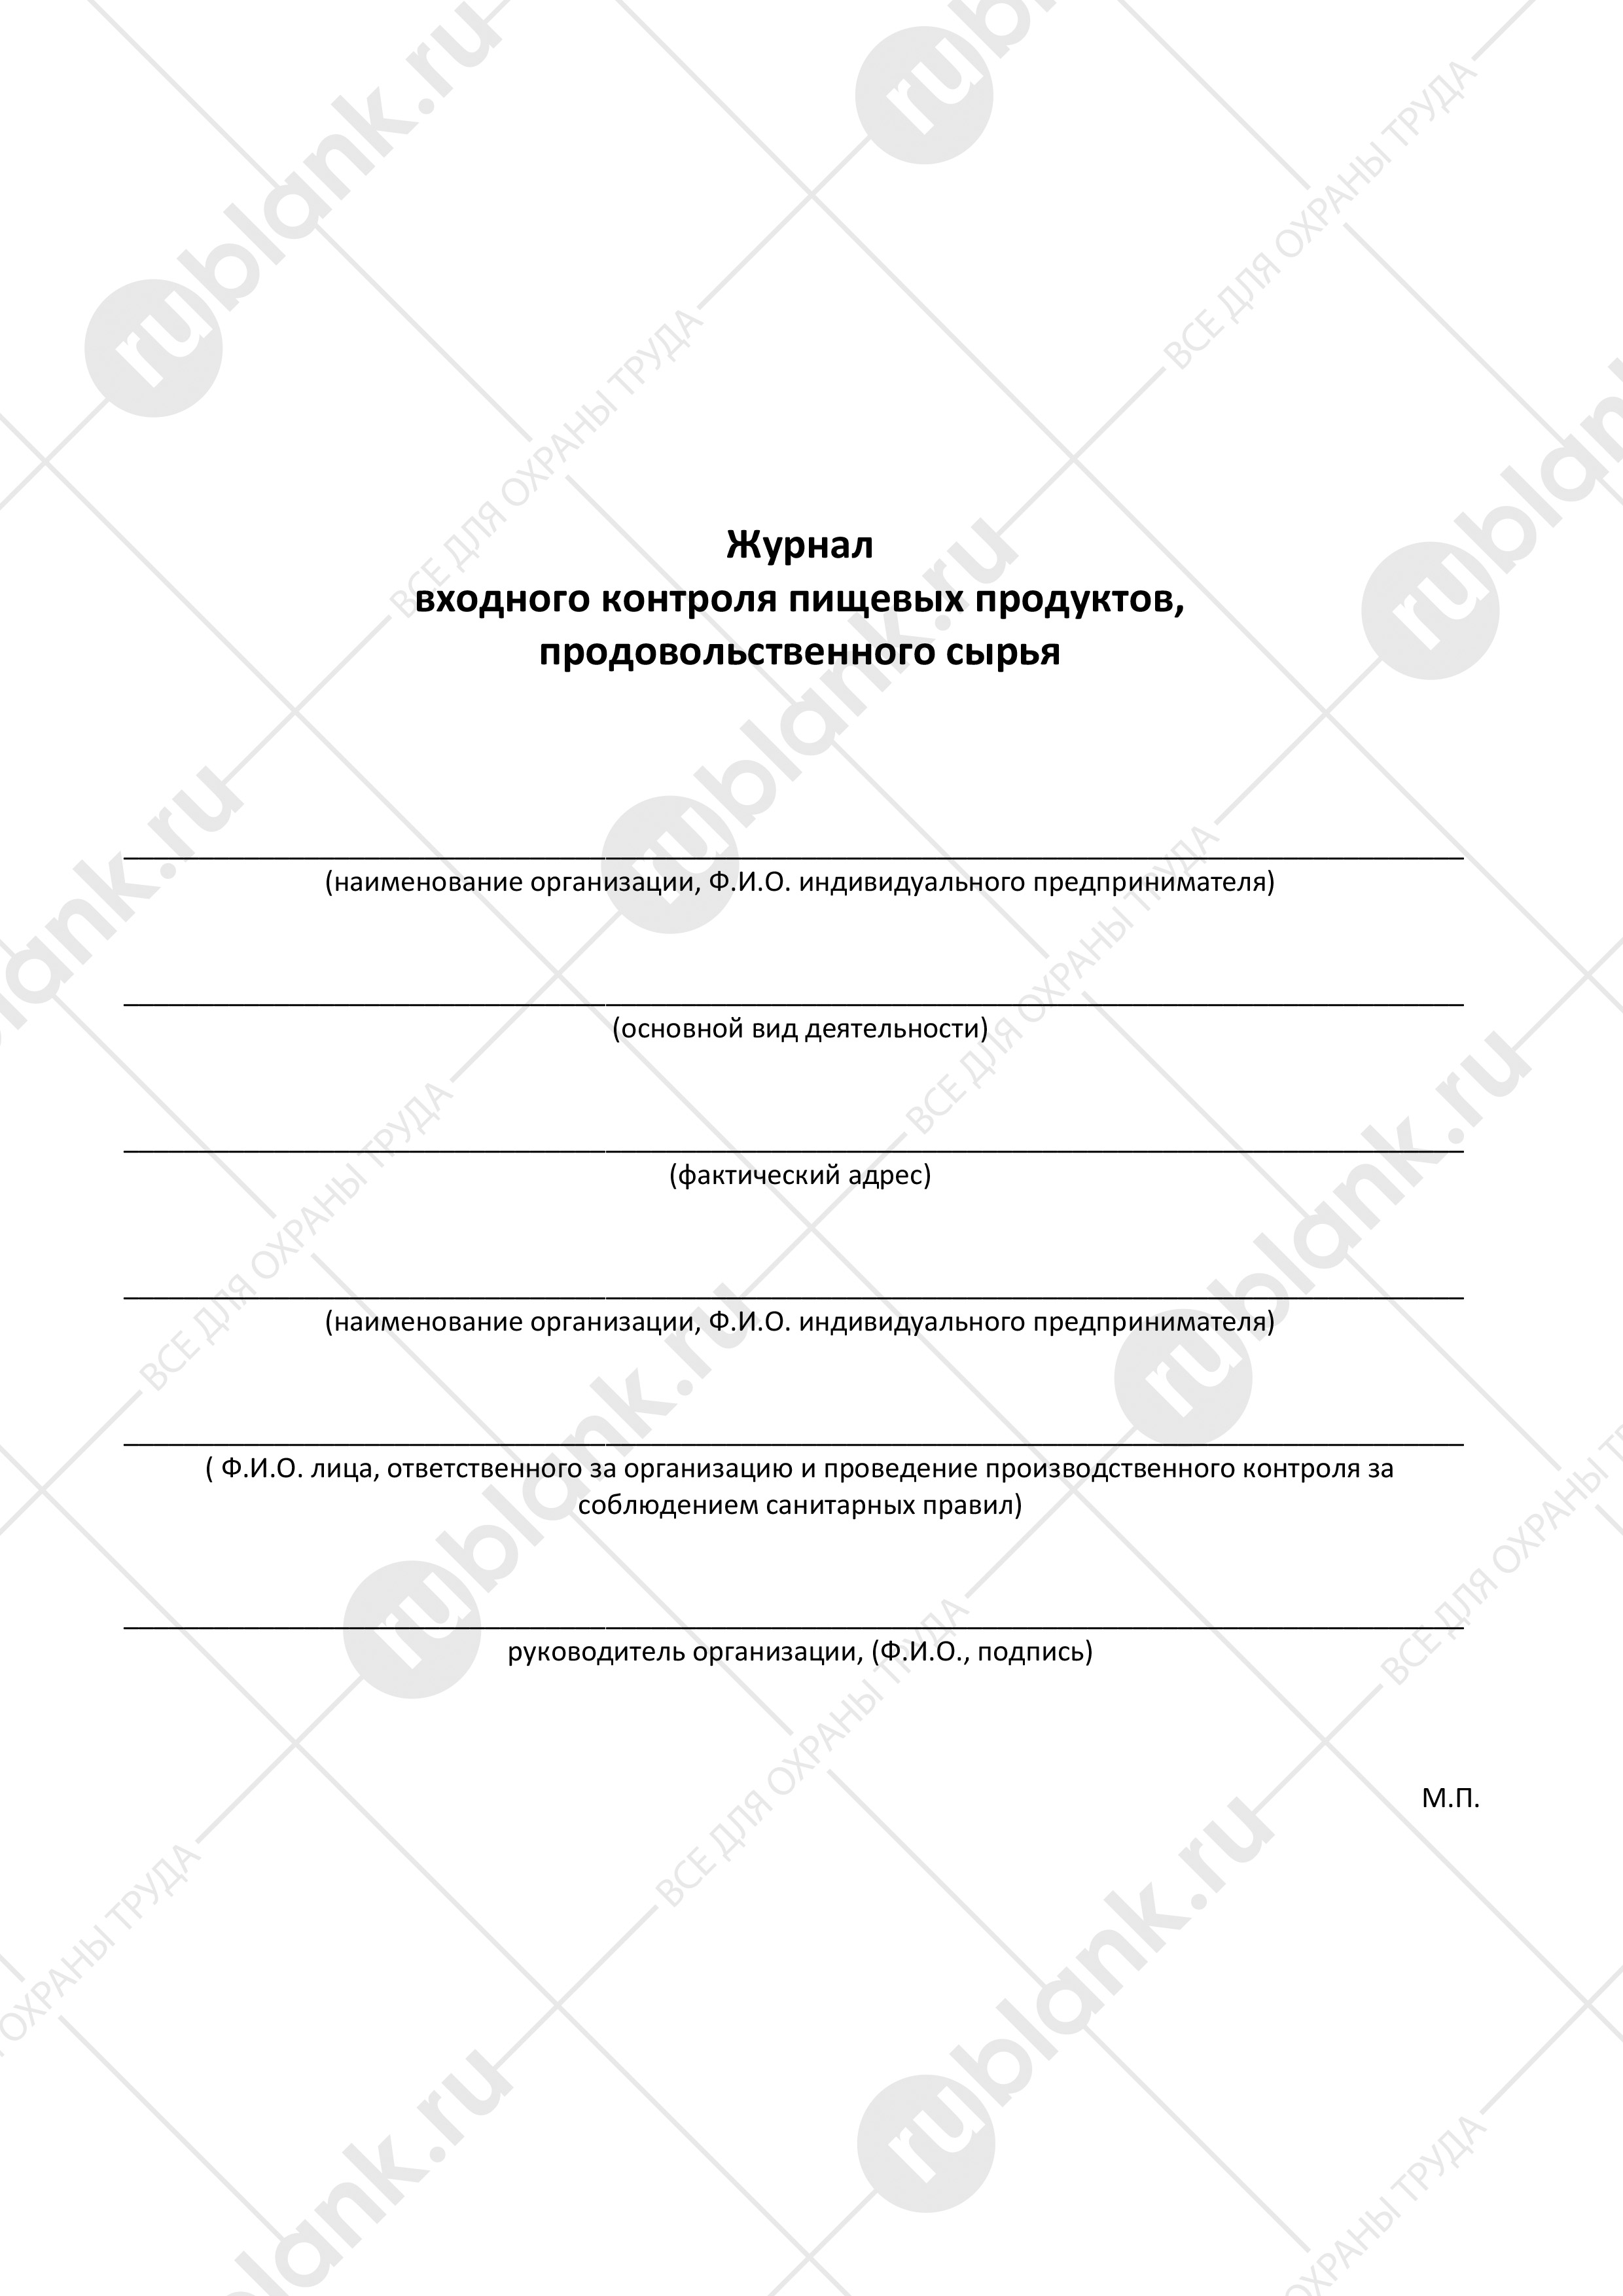 Журнал
входного контроля пищевых продуктов,
продовольственного сырья
(наименование организации, Ф.И.О. индивидуального предпринимателя)
(основной вид деятельности)
(фактический адрес)
(наименование организации, Ф.И.О. индивидуального предпринимателя)
( Ф.И.О. лица, ответственного за организацию и проведение производственного контроля за
соблюдением санитарных правил)
руководитель организации, (Ф.И.О., подпись)
М.П.
rublank.ru
ВСЕ ДЛЯ ОХРАНЫ ТРУДА